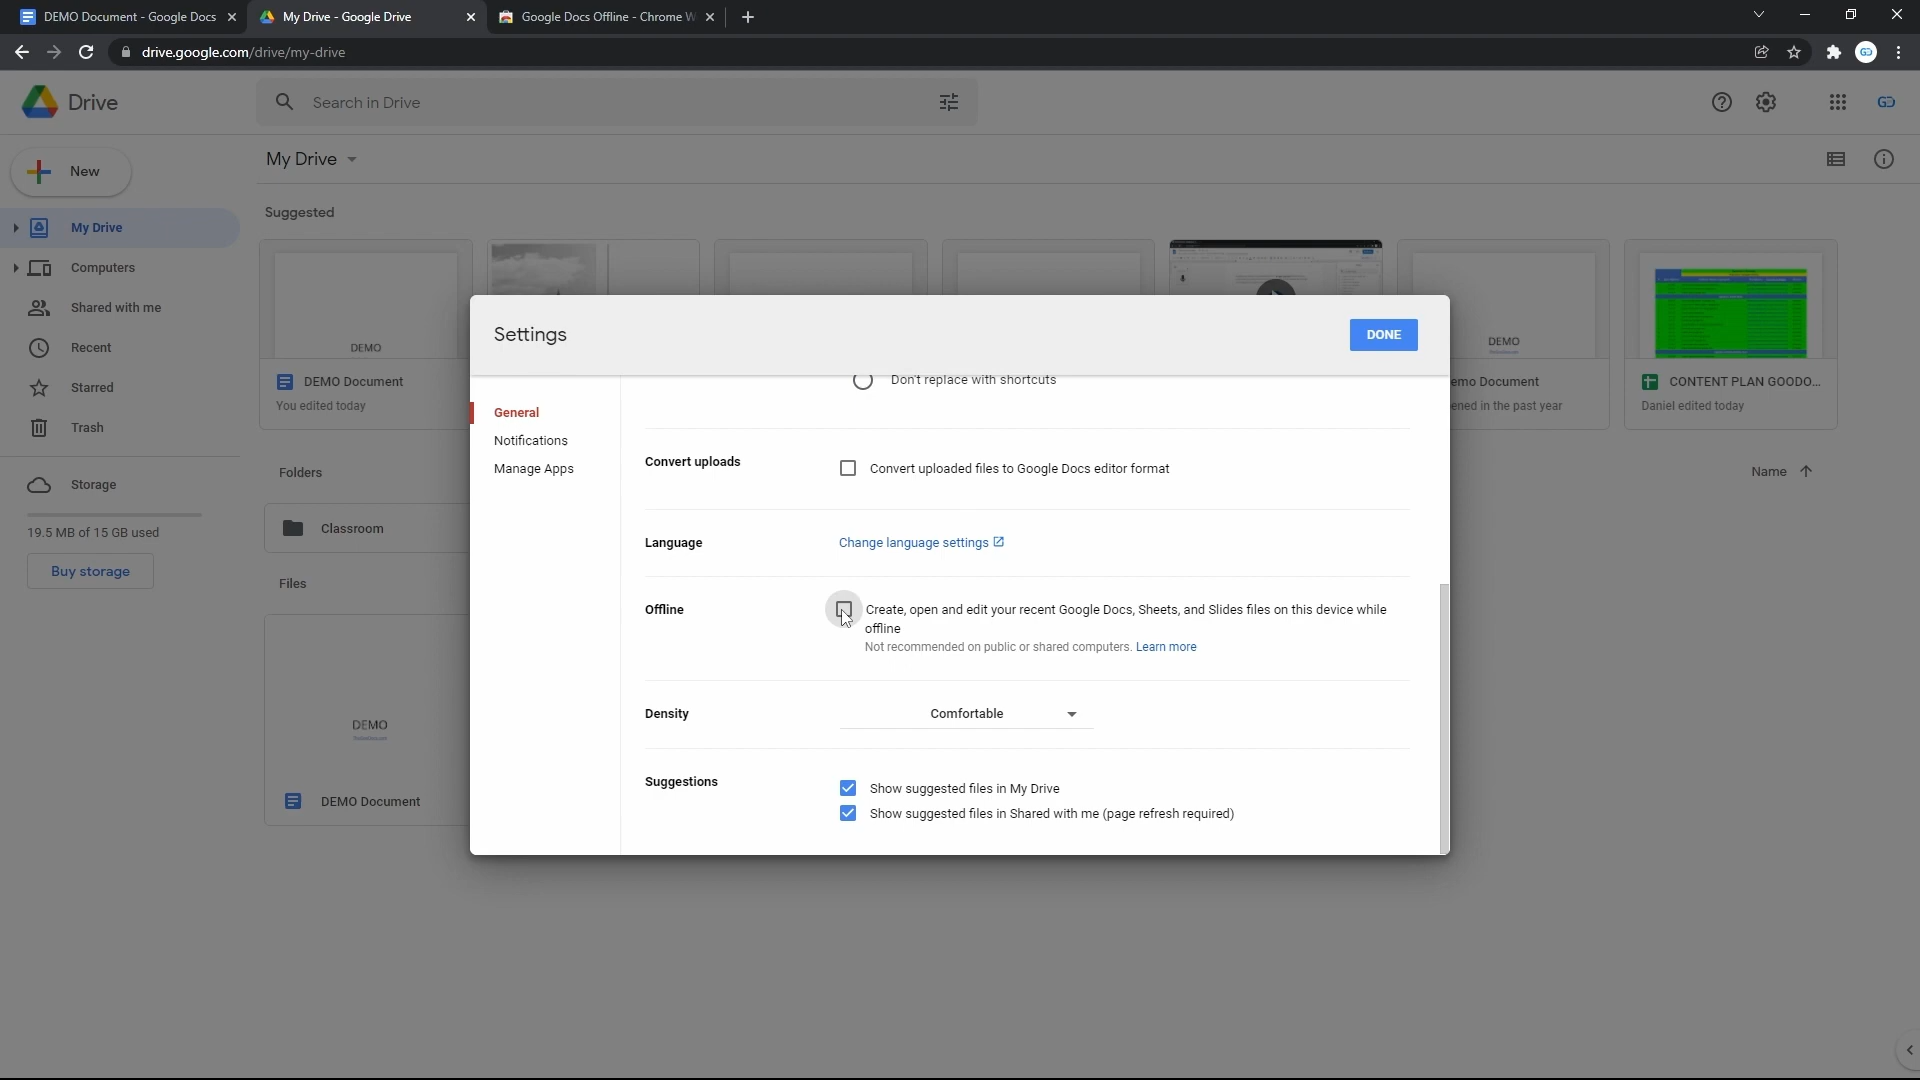 DEMO Document - Google Docs
My Drive - Google Drive
Google Docs Offline - Chrome W
drive.google.com/drive/my-drive
Drive
Search in Drive
New
My Drive
Computers
Shared with me
Recent
Starred
Trash
Storage
19.5 MB of 15 GB used
Buy storage
My Drive
Suggested
DEMO
DEMO Document
You edited today
DEMO
emo Document
ened in the past year
CONTENT PLAN GOODO...
Daniel edited today
Folders
Name
Classroom
Files
DEMO
DEMO Document
Settings
DONE
General
Notifications
Manage Apps
Don't replace with shortcuts
Convert uploads
Convert uploaded files to Google Docs editor format
Language
Change language settings
Offline
Create, open and edit your recent Google Docs, Sheets, and Slides files on this device while
offline
Not recommended on public or shared computers. Learn more
Density
Comfortable
Suggestions
Show suggested files in My Drive
Show suggested files in Shared with me (page refresh required)